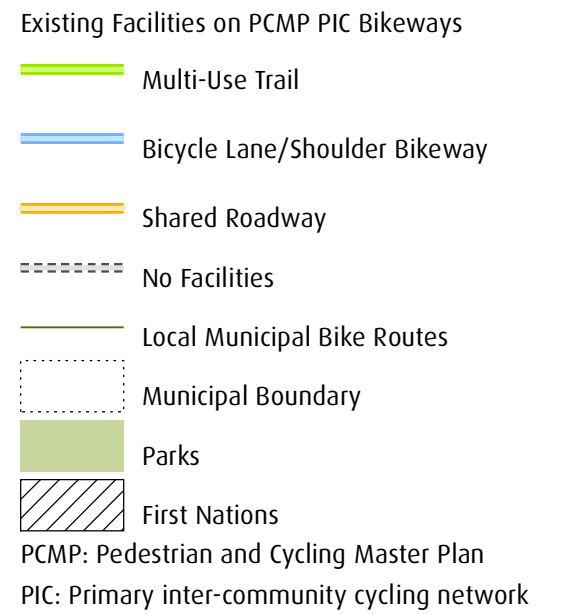 Existing Facilities on PCMP PIC Bikeways
Multi-Use Trail
Bicycle Lane/Shoulder Bikeway
Shared Roadway
No Facilities
Local Municipal Bike Routes
Municipal Boundary
Parks
First Nations
PCMP: Pedestrian and Cycling Master Plan
PIC: Primary inter-community cycling network